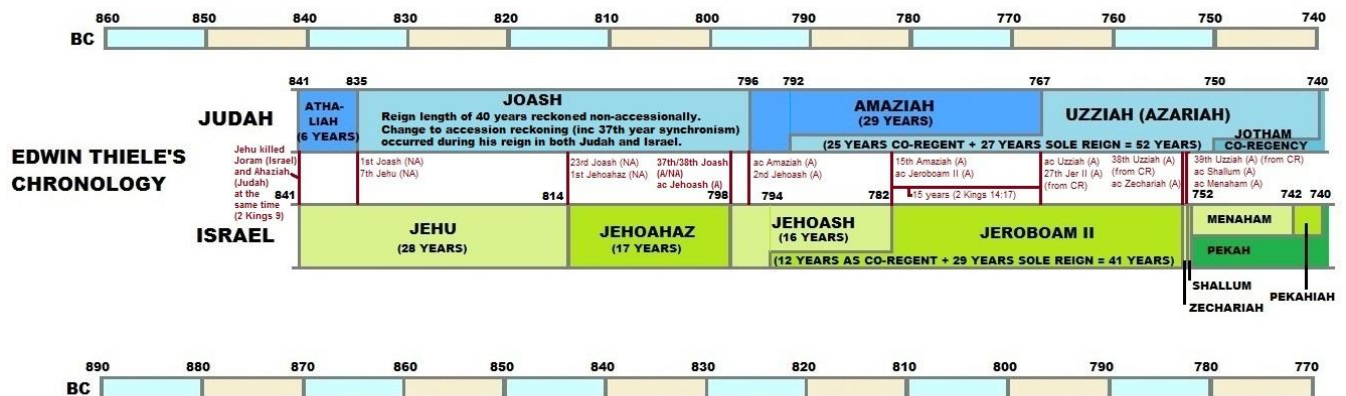 860 850 840 830 820 810 800 790 780 770 760 750 740
BC
841 835 796 792 767 750 740
JUDAH
ATHA-
LIAH
(6 YEARS)
JOASH
Reign length of 40 years reckoned non-accessionally.
Change to accession reckoning (inc 37th year synchronism)
occurred during his reign in both Judah and Israel.
AMAZIAH
(29 YEARS)
UZZIAH (AZARIAH)
(25 YEARS CO-REGENT + 27 YEARS SOLE REIGN = 52 YEARS)
JOTHAM
CO-REGENCY
EDWIN THIELE'S
CHRONOLOGY
Jehu killed
Joram (Israel)
and Ahaziah
(Judah)
at the
same time
(2 Kings 9)
1st Joash (NA)
7th Jehu (NA)
23rd Joash (NA)
1st Jehoahaz (NA)
37th/38th Joash
(A/NA)
ac Jehoash (A)
ac Amaziah (A)
2nd Jehoash (A)
15th Amaziah (A)
ac Jeroboam II (A)
15 years (2 Kings 14:17)
ac Uzziah (A)
27th Jer II (A)
(from CR)
38th Uzziah (A)
(from CR)
ac Zechariah (A)
39th Uzziah (A) (from CR)
ac Shallum (A)
ac Menaham (A)
841 814 798 794 782 752 742 740
ISRAEL
JEHU
(28 YEARS)
JEHOAHAZ
(17 YEARS)
JEHOASH
(16 YEARS)
JEROBOAM II
(12 YEARS AS CO-REGENT + 29 YEARS SOLE REIGN = 41 YEARS)
MENAHAM
PEKAH
SHALLUM
ZECHARIAH
PEKAHIAH
890 880 870 860 850 840 830 820 810 800 790 780 770
BC